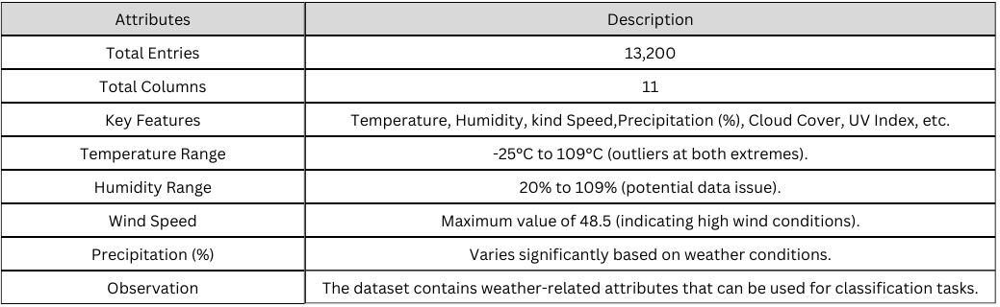 Attributes Description
Total Entries 13,200
Total Columns 11
Key Features Temperature, Humidity, kind Speed,Precipitation (%), Cloud Cover, UV Index, etc.
Temperature Range -25°C to 109°C (outliers at both extremes).
Humidity Range 20% to 109% (potential data issue).
Wind Speed Maximum value of 48.5 (indicating high wind conditions).
Precipitation (%) Varies significantly based on weather conditions.
Observation The dataset contains weather-related attributes that can be used for classification tasks.